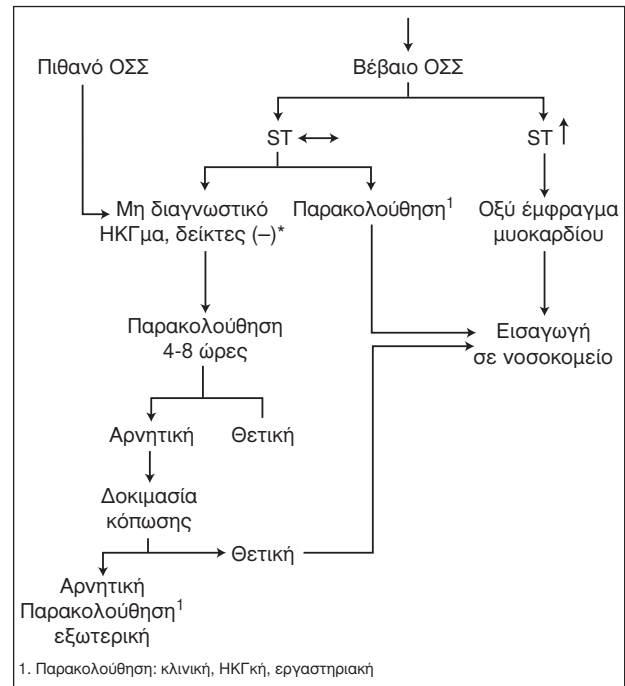 Πιθανό ΟΣΣ
Βέβαιο ΟΣΣ
ST
ST
Μη διαγνωστικό
ΗΚΓμα, δείκτες (–)*
Παρακολούθηση1
Οξύ έμφραγμα
μυοκαρδίου
Παρακολούθηση
4-8 ώρες
Εισαγωγή
σε νοσοκομείο
Αρνητική
Θετική
Δοκιμασία
κόπωσης
Θετική
Αρνητική
Παρακολούθηση1
εξωτερική
1. Παρακολούθηση: κλινική, ΗΚΓκή, εργαστηριακή